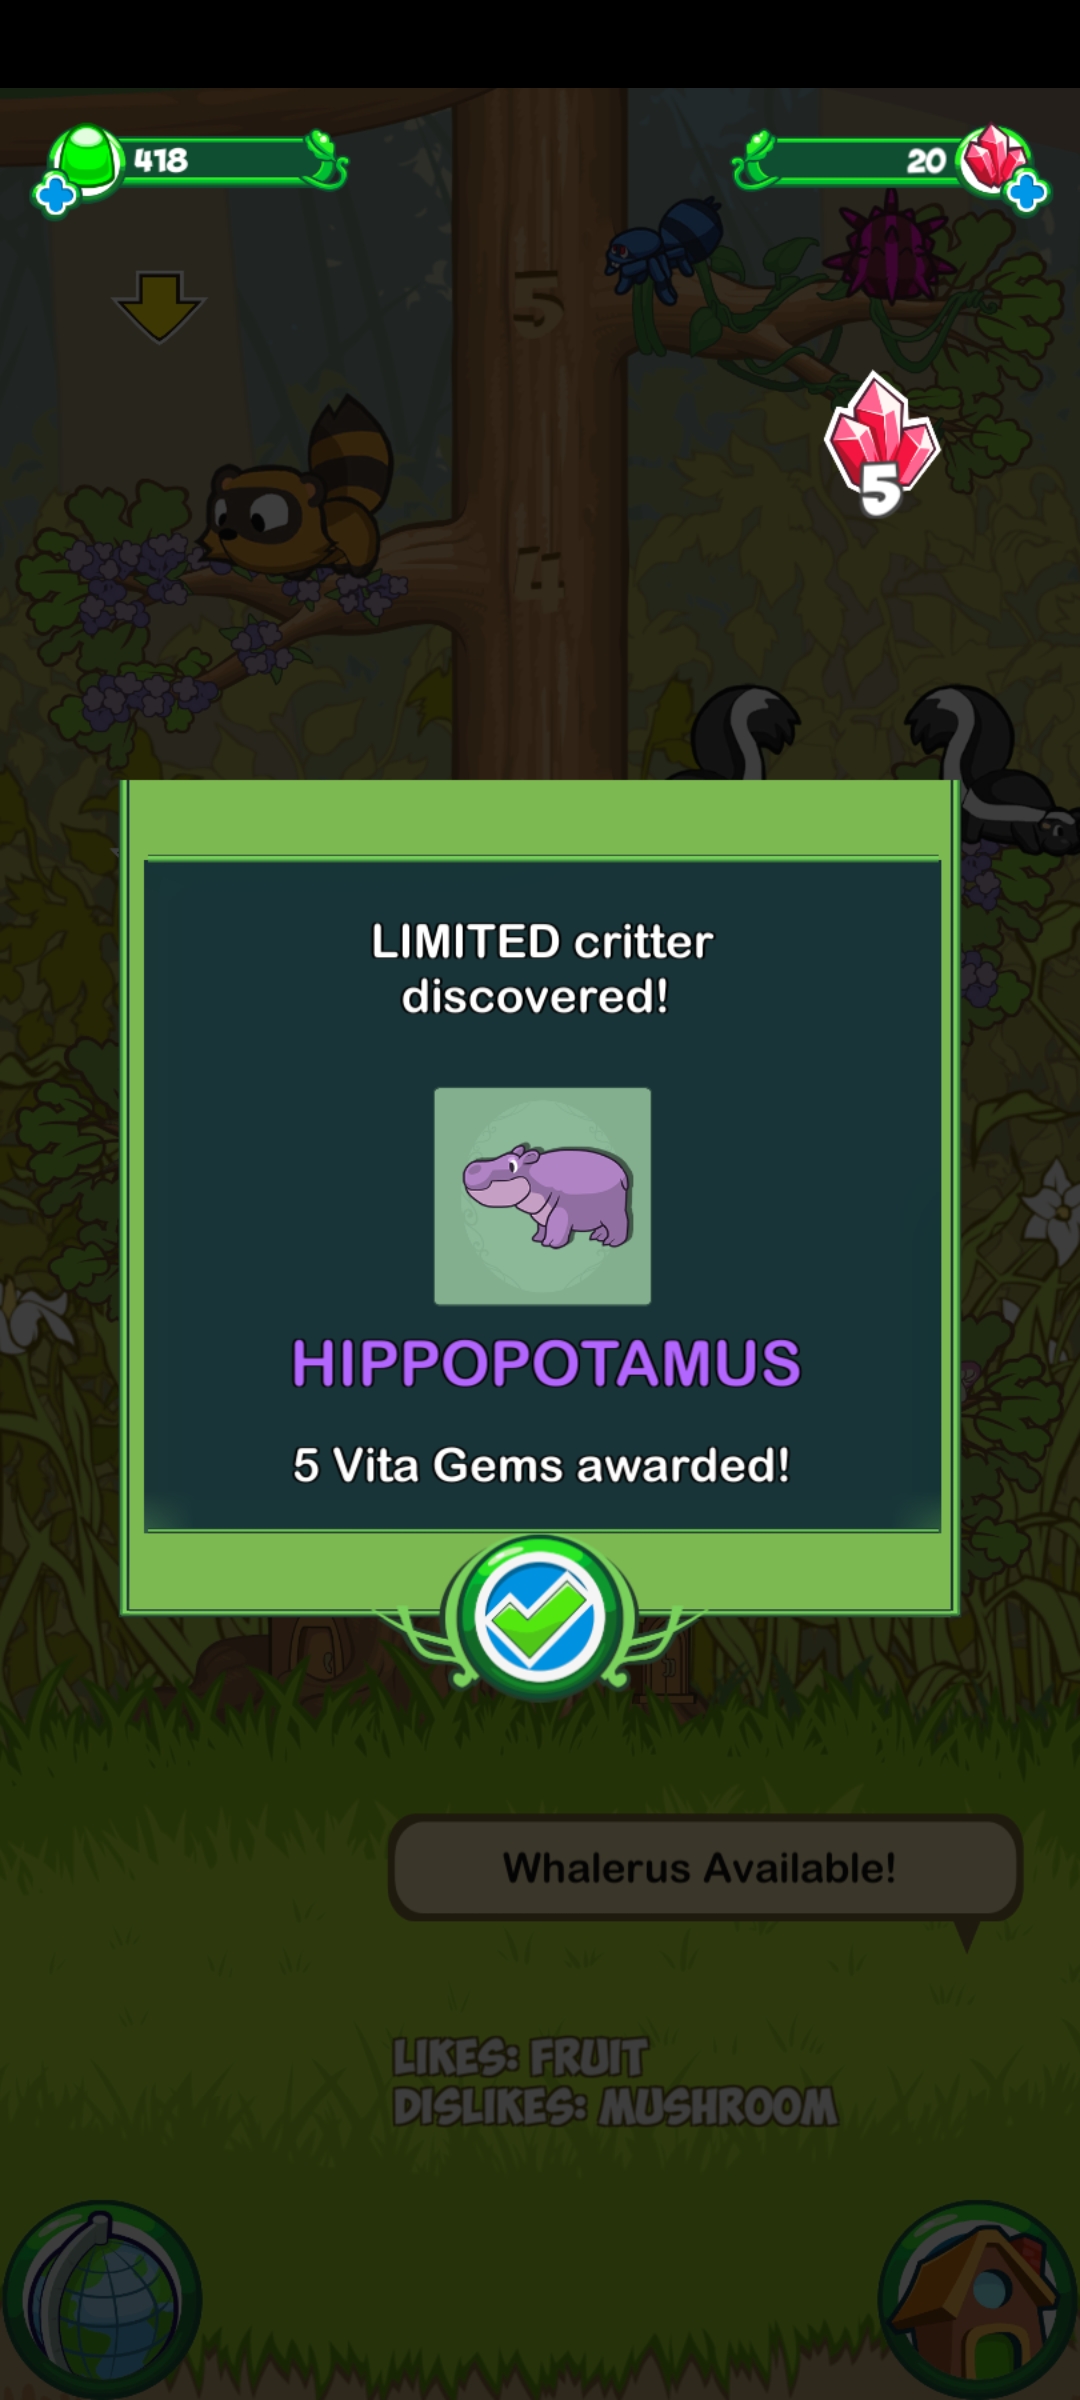 418
20
5
5
4
LIMITED critter
discovered!
HIPPOPOTAMUS
5 Vita Gems awarded!
Whalerus Available!
LIKES: FRUIT
DISLIKES: MUSHROOM